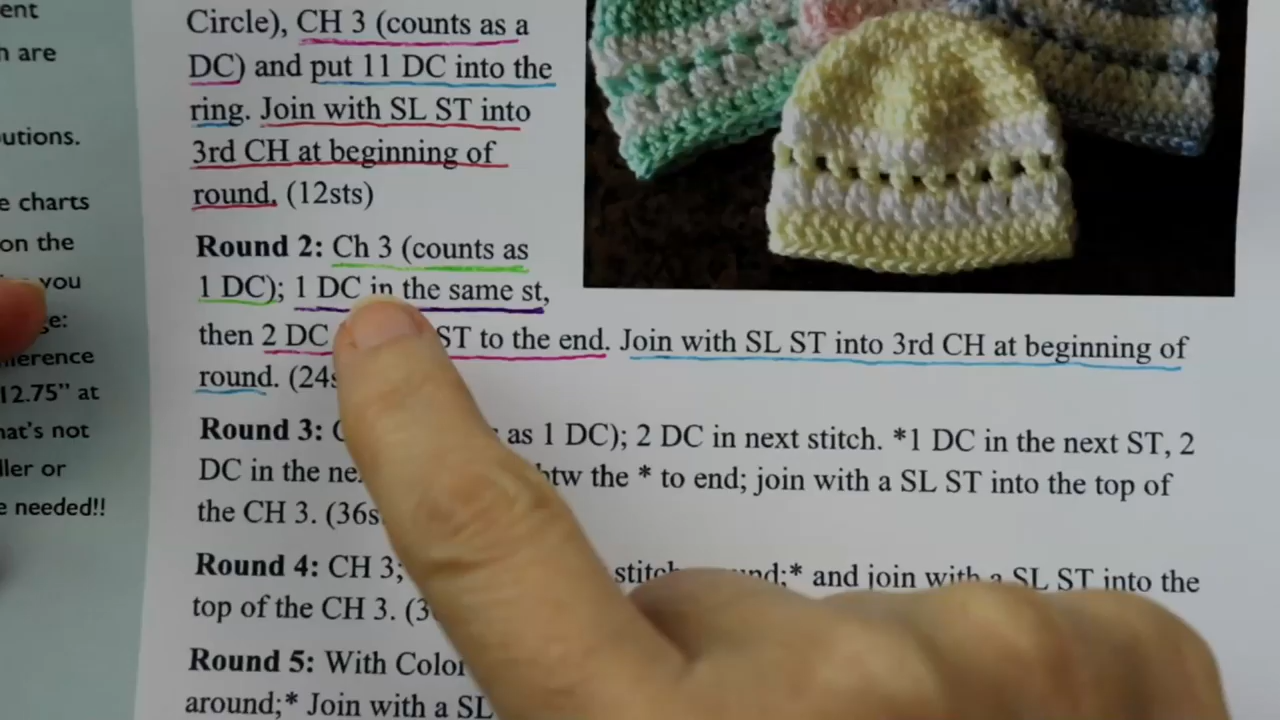 ent
are
utions.
e charts
on the
you
e:
12.75" at
hat's not
ller or
e needed!!
Circle), CH 3 (counts as a
DC) and put 11 DC into the
ring. Join with SL ST into
3rd CH at beginning of
round. (12sts)
Round 2: Ch 3 (counts as
1 DC); 1 DC in the same st,
then 2 DC ST to the end. Join with SL ST into 3rd CH at beginning of
round. (24s
Round 3: as 1 DC); 2 DC in next stitch. *1 DC in the next ST, 2
DC in the ne btw the * to end; join with a SL ST into the top of
the CH 3. (36s
Round 4: CH 3; stitch und;* and join with a SL ST into the
top of the CH 3. (3
Round 5: With Color
around;* Join with a SL